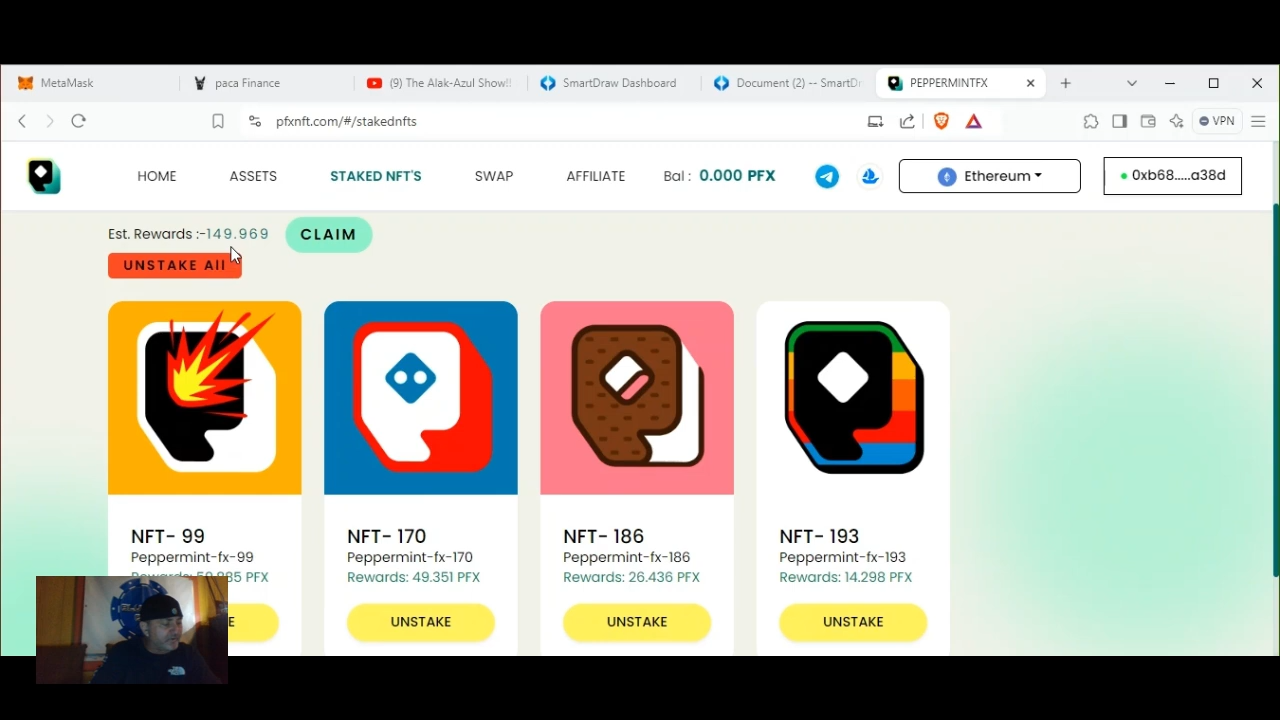 MetaMask
paca Finance
(9) The Alak-Azul Show!!
SmartDraw Dashboard
Document (2) -- SmartD
PEPPERMINTFX
pfxnft.com/#/stakednfts
VPN
HOME
ASSETS
STAKED NFT'S
SWAP
AFFILIATE
Bal : 0.000 PFX
Ethereum
0xb68.....a38d
Est. Rewards :-149.969
CLAIM
UNSTAKE All
NFT- 99
NFT- 170
NFT- 186
NFT- 193
Peppermint-fx-99
Peppermint-fx-170
Peppermint-fx-186
Peppermint-fx-193
PFX
Rewards: 49.351 PFX
Rewards: 26.436 PFX
Rewards: 14.298 PFX
UNSTAKE
UNSTAKE
UNSTAKE